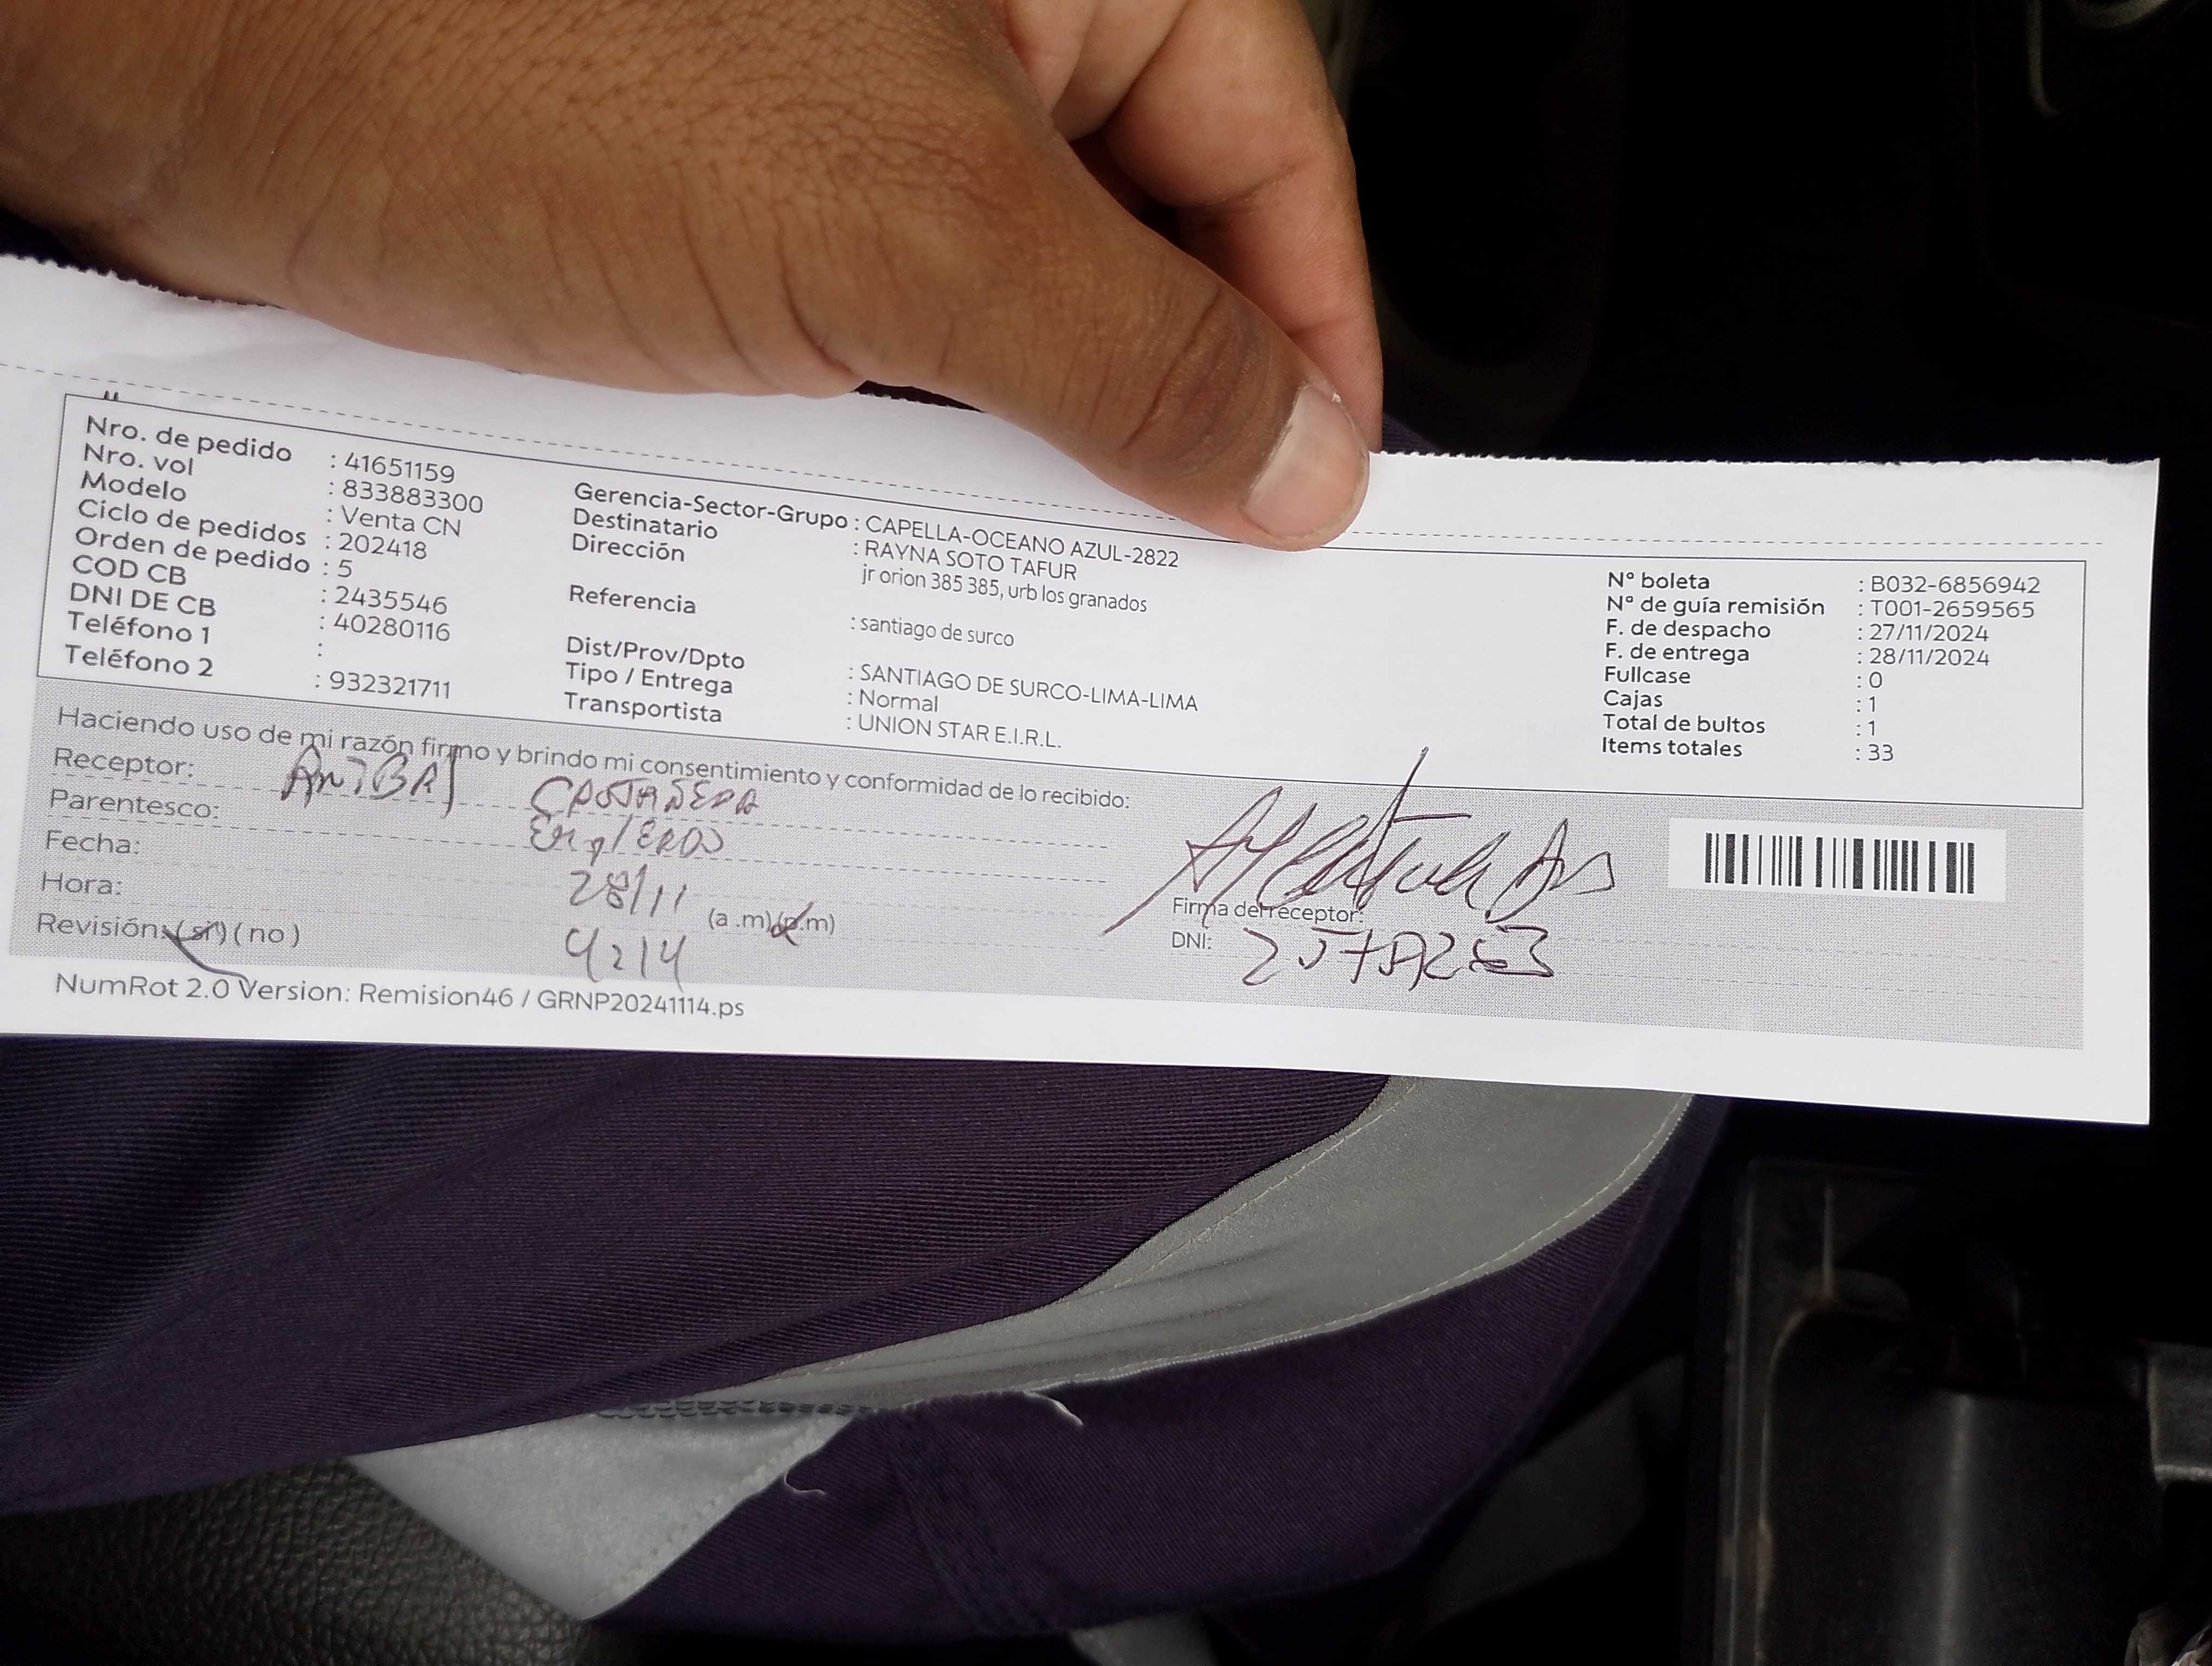 Nro. de pedido : 41651159
Nro. vol : 833883300
Modelo : Venta CN
Ciclo de pedidos : 202418
Orden de pedido : 5
COD CB : 2435546
DNI DE CB : 40280116
Teléfono 1 :
Teléfono 2 : 932321711
Gerencia-Sector-Grupo : CAPELLA-OCEANO AZUL-2822
Destinatario : RAYNA SOTO TAFUR
Dirección jr orion 385 385, urb los granados
Referencia : santiago de surco
Dist/Prov/Dpto : SANTIAGO DE SURCO-LIMA-LIMA
Tipo / Entrega : Normal
Transportista : UNION STAR E.I.R.L.
N° boleta : B032-6856942
N° de guía remisión : T001-2659565
F. de despacho : 27/11/2024
F. de entrega : 28/11/2024
Fullcase : 0
Cajas : 1
Total de bultos : 1
Items totales : 33
Haciendo uso de mi razón firmo y brindo mi consentimiento y conformidad de lo recibido:
Receptor: ANIBAL CASTAÑEDA
Parentesco:
Fecha: 28/11
Hora: 4:14 (a .m)(p.m)
Revisión: (si) (no)
Firma del receptor:
DNI:
NumRot 2.0 Version: Remision46 / GRNP20241114.ps